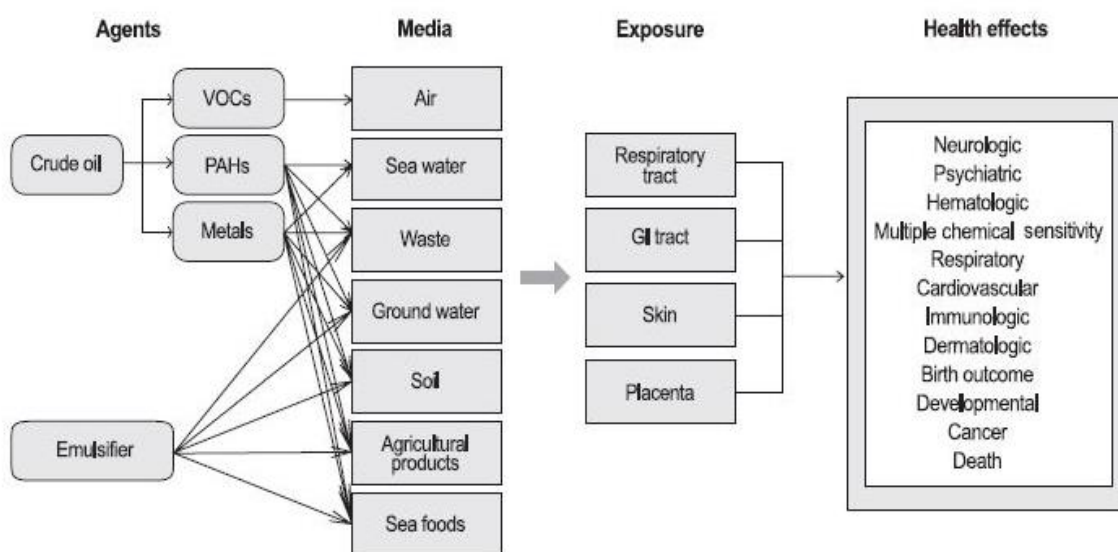 Agents
Media
Exposure
Health effects
Crude oil
VOCs
PAHs
Metals
Emulsifier
Air
Sea water
Waste
Ground water
Soil
Agricultural
products
Sea foods
Respiratory
tract
GI tract
Skin
Placenta
Neurologic
Psychiatric
Hematologic
Multiple chemical sensitivity
Respiratory
Cardiovascular
Immunologic
Dermatologic
Birth outcome
Developmental
Cancer
Death